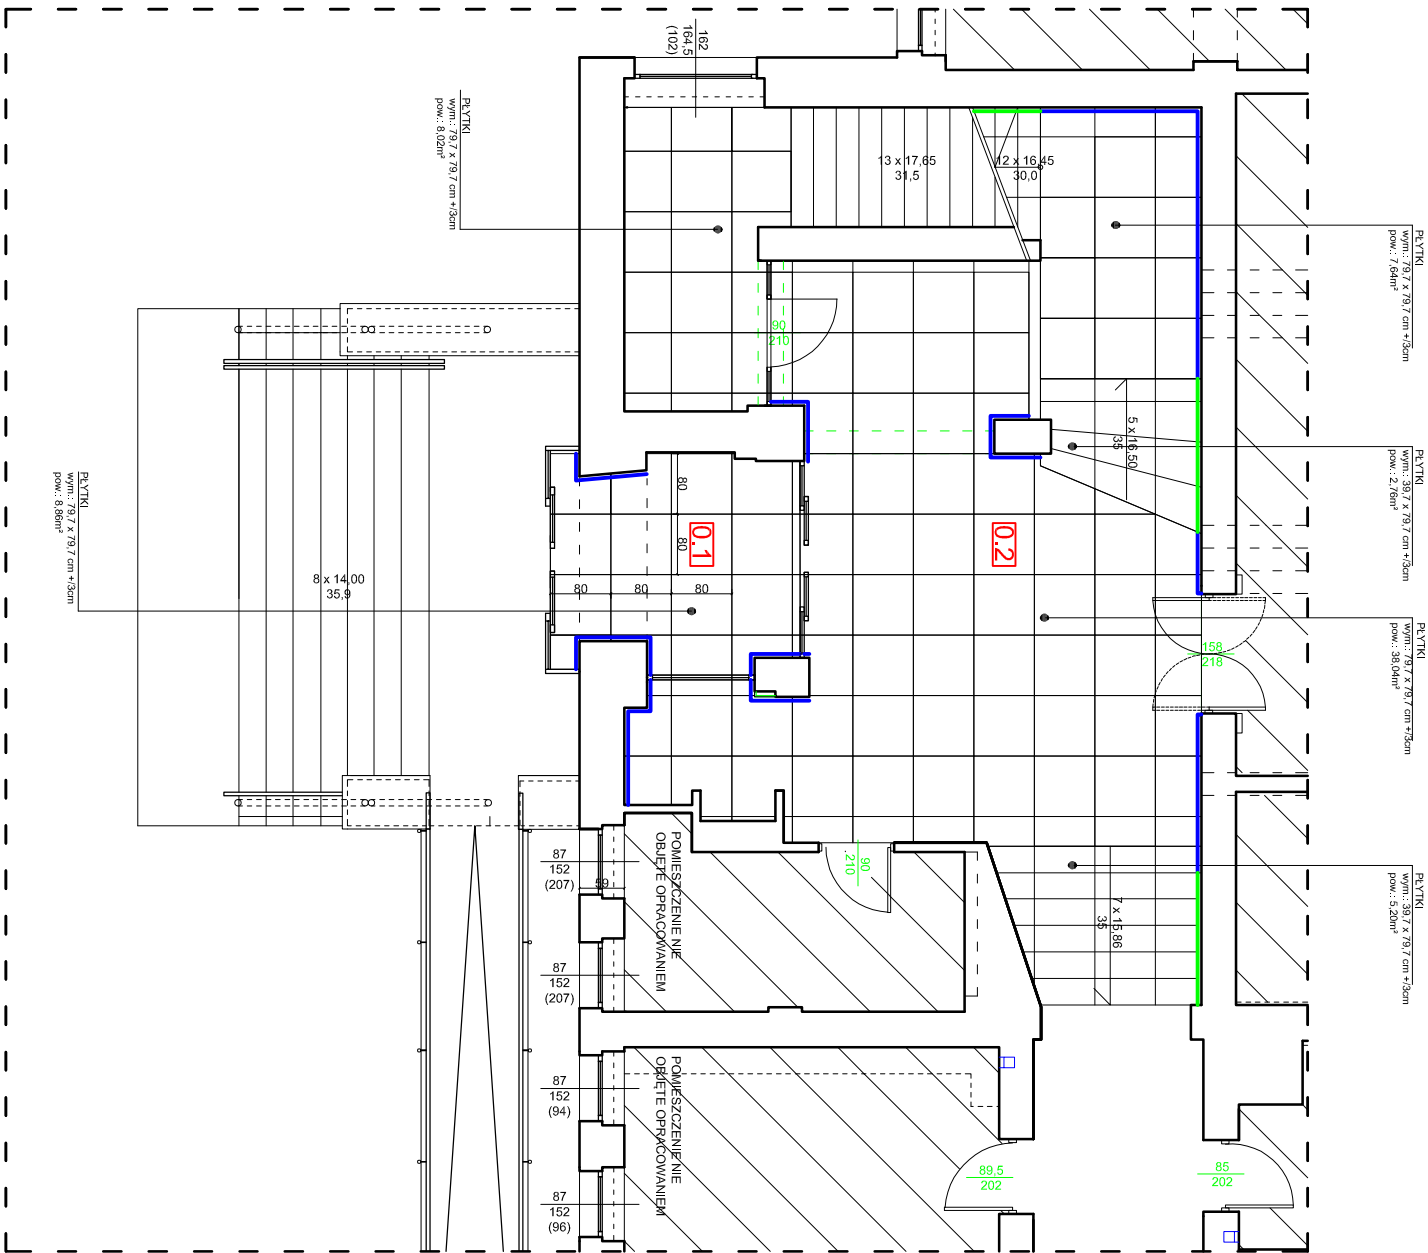 162
164,5
(102)
PŁYTKI
wym.: 79,7 x 79,7 cm +/3cm
pow.: 8,02m²
13 x 17,65
31,5
12 x 16,45
30,0
PŁYTKI
wym.: 79,7 x 79,7 cm +/3cm
pow.: 7,64m²
90
210
5 x 16,50
35
PŁYTKI
wym.: 39,7 x 79,7 cm +/3cm
pow.: 2,76m²
PŁYTKI
wym.: 79,7 x 79,7 cm +/3cm
pow.: 8,86m²
8 x 14,00
35,9
80
80
80
80
80
0.1
0.2
158
218
PŁYTKI
wym.: 79,7 x 79,7 cm +/3cm
pow.: 38,04m²
90
210
7 x 15,86
35
PŁYTKI
wym.: 39,7 x 79,7 cm +/3cm
pow.: 5,20m²
87
152
(207)
59
POMIESZCZENIE NIE
OBJĘTE OPRACOWANIEM
87
152
(207)
87
152
(94)
POMIESZCZENIE NIE
OBJĘTE OPRACOWANIEM
87
152
(96)
89,5
202
85
202